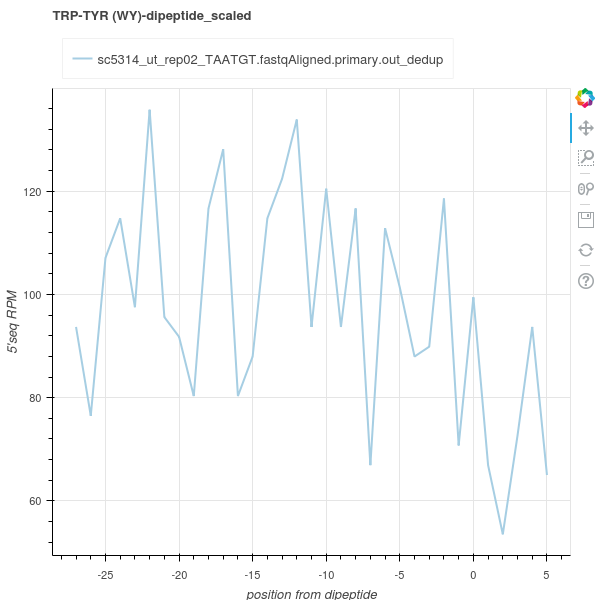 TRP-TYR (WY)-dipeptide_scaled
sc5314_ut_rep02_TAATGT.fastqAligned.primary.out_dedup
5'seq RPM
120
100
80
60
-25 -20 -15 -10 -5 0 5
position from dipeptide